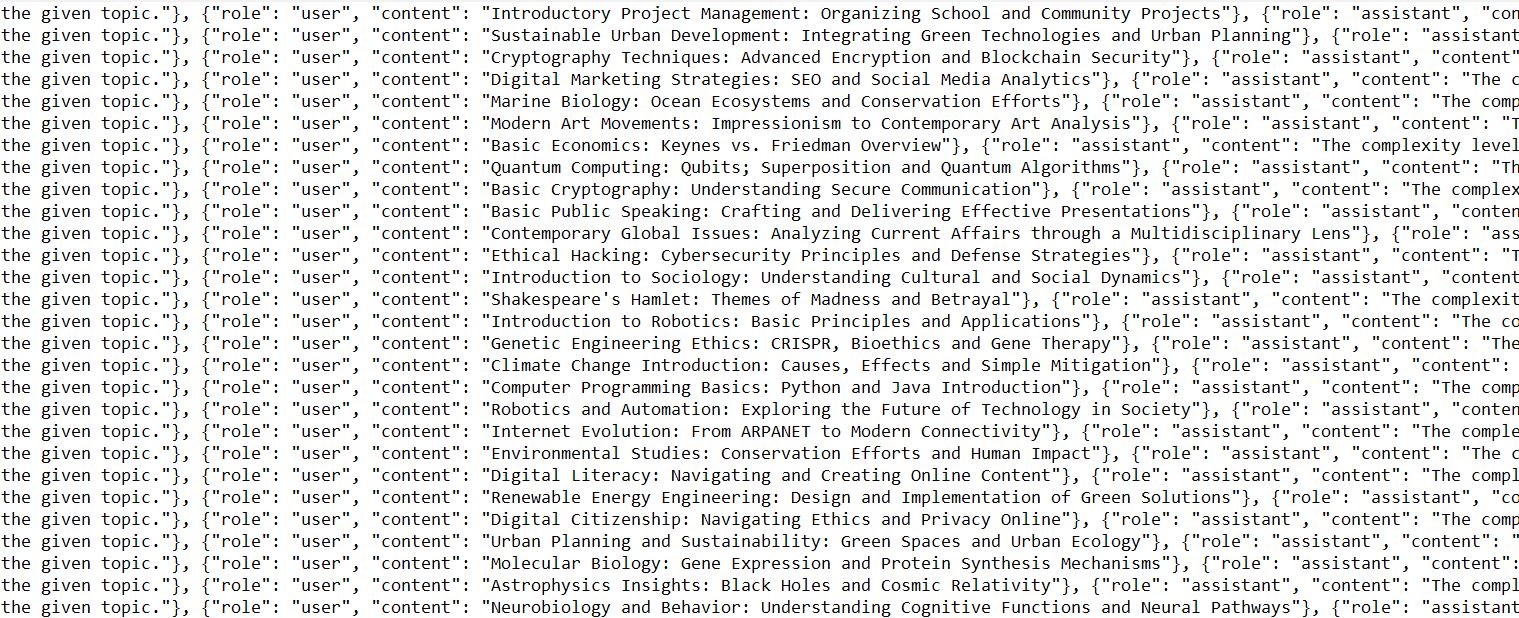 the given topic."}, {"role": "user", "content": "Introductory Project Management: Organizing School and Community Projects"}, {"role": "assistant", "con
the given topic."}, {"role": "user", "content": "Sustainable Urban Development: Integrating Green Technologies and Urban Planning"}, {"role": "assistant
the given topic."}, {"role": "user", "content": "Cryptography Techniques: Advanced Encryption and Blockchain Security"}, {"role": "assistant", "content"
the given topic."}, {"role": "user", "content": "Digital Marketing Strategies: SEO and Social Media Analytics"}, {"role": "assistant", "content": "The c
the given topic."}, {"role": "user", "content": "Marine Biology: Ocean Ecosystems and Conservation Efforts"}, {"role": "assistant", "content": "The comp
the given topic."}, {"role": "user", "content": "Modern Art Movements: Impressionism to Contemporary Art Analysis"}, {"role": "assistant", "content": "T
the given topic."}, {"role": "user", "content": "Basic Economics: Keynes vs. Friedman Overview"}, {"role": "assistant", "content": "The complexity level
the given topic."}, {"role": "user", "content": "Quantum Computing: Qubits; Superposition and Quantum Algorithms"}, {"role": "assistant", "content": "Th
the given topic."}, {"role": "user", "content": "Basic Cryptography: Understanding Secure Communication"}, {"role": "assistant", "content": "The complex
the given topic."}, {"role": "user", "content": "Basic Public Speaking: Crafting and Delivering Effective Presentations"}, {"role": "assistant", "conten
the given topic."}, {"role": "user", "content": "Contemporary Global Issues: Analyzing Current Affairs through a Multidisciplinary Lens"}, {"role": "ass
the given topic."}, {"role": "user", "content": "Ethical Hacking: Cybersecurity Principles and Defense Strategies"}, {"role": "assistant", "content": "T
the given topic."}, {"role": "user", "content": "Introduction to Sociology: Understanding Cultural and Social Dynamics"}, {"role": "assistant", "content
the given topic."}, {"role": "user", "content": "Shakespeare's Hamlet: Themes of Madness and Betrayal"}, {"role": "assistant", "content": "The complexit
the given topic."}, {"role": "user", "content": "Introduction to Robotics: Basic Principles and Applications"}, {"role": "assistant", "content": "The co
the given topic."}, {"role": "user", "content": "Genetic Engineering Ethics: CRISPR, Bioethics and Gene Therapy"}, {"role": "assistant", "content": "The
the given topic."}, {"role": "user", "content": "Climate Change Introduction: Causes, Effects and Simple Mitigation"}, {"role": "assistant", "content":
the given topic."}, {"role": "user", "content": "Computer Programming Basics: Python and Java Introduction"}, {"role": "assistant", "content": "The comp
the given topic."}, {"role": "user", "content": "Robotics and Automation: Exploring the Future of Technology in Society"}, {"role": "assistant", "conten
the given topic."}, {"role": "user", "content": "Internet Evolution: From ARPANET to Modern Connectivity"}, {"role": "assistant", "content": "The comple
the given topic."}, {"role": "user", "content": "Environmental Studies: Conservation Efforts and Human Impact"}, {"role": "assistant", "content": "The c
the given topic."}, {"role": "user", "content": "Digital Literacy: Navigating and Creating Online Content"}, {"role": "assistant", "content": "The compl
the given topic."}, {"role": "user", "content": "Renewable Energy Engineering: Design and Implementation of Green Solutions"}, {"role": "assistant", "co
the given topic."}, {"role": "user", "content": "Digital Citizenship: Navigating Ethics and Privacy Online"}, {"role": "assistant", "content": "The comp
the given topic."}, {"role": "user", "content": "Urban Planning and Sustainability: Green Spaces and Urban Ecology"}, {"role": "assistant", "content": "
the given topic."}, {"role": "user", "content": "Molecular Biology: Gene Expression and Protein Synthesis Mechanisms"}, {"role": "assistant", "content":
the given topic."}, {"role": "user", "content": "Astrophysics Insights: Black Holes and Cosmic Relativity"}, {"role": "assistant", "content": "The compl
the given topic."}, {"role": "user", "content": "Neurobiology and Behavior: Understanding Cognitive Functions and Neural Pathways"}, {"role": "assistant